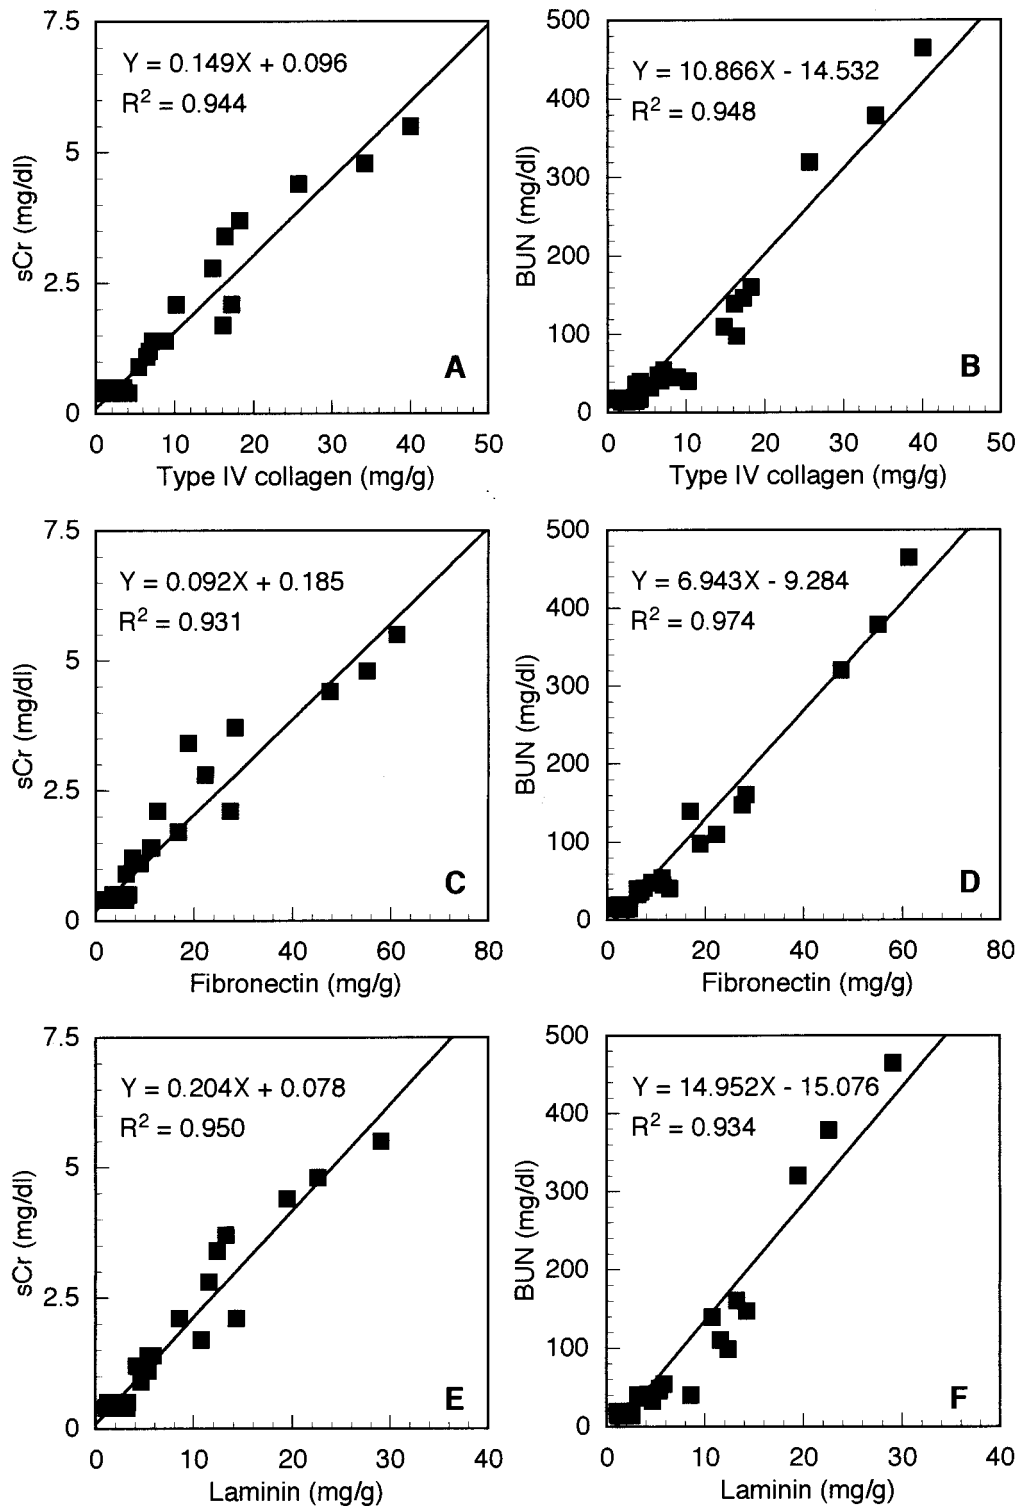 7.5
5
2.5
0
sCr (mg/dl)
Y = 0.149X + 0.096
R² = 0.944
A
0 10 20 30 40 50
Type IV collagen (mg/g)
500
400
300
200
100
0
BUN (mg/dl)
Y = 10.866X - 14.532
R² = 0.948
B
0 10 20 30 40 50
Type IV collagen (mg/g)
7.5
5
2.5
0
sCr (mg/dl)
Y = 0.092X + 0.185
R² = 0.931
C
0 20 40 60 80
Fibronectin (mg/g)
500
400
300
200
100
0
BUN (mg/dl)
Y = 6.943X - 9.284
R² = 0.974
D
0 20 40 60 80
Fibronectin (mg/g)
7.5
5
2.5
0
sCr (mg/dl)
Y = 0.204X + 0.078
R² = 0.950
E
0 10 20 30 40
Laminin (mg/g)
500
400
300
200
100
0
BUN (mg/dl)
Y = 14.952X - 15.076
R² = 0.934
F
0 10 20 30 40
Laminin (mg/g)